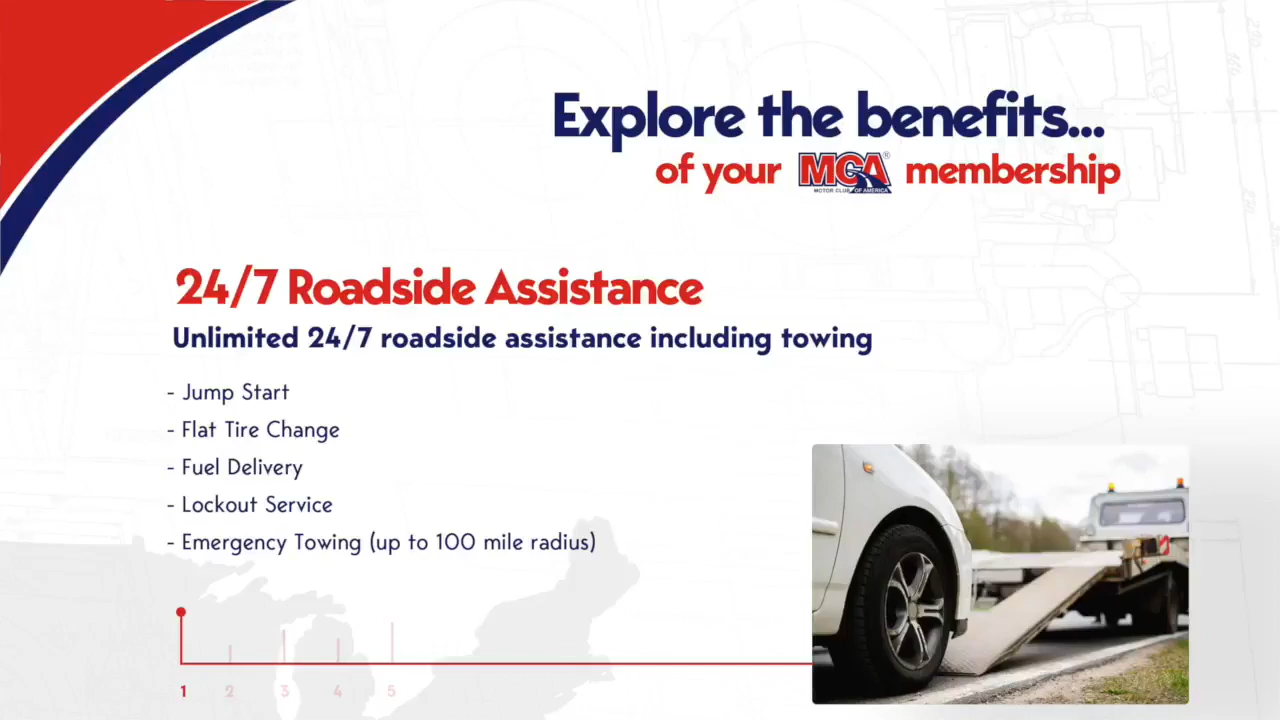 Explore the benefits...
of your MCA® membership
MOTOR CLUB OF AMERICA
24/7 Roadside Assistance
Unlimited 24/7 roadside assistance including towing
- Jump Start
- Flat Tire Change
- Fuel Delivery
- Lockout Service
- Emergency Towing (up to 100 mile radius)
1 2 3 4 5